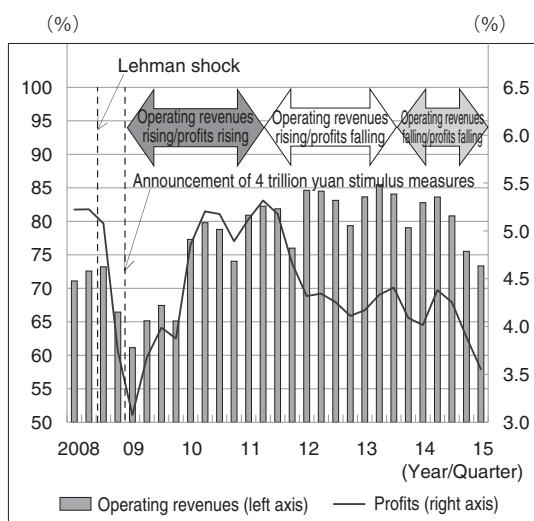 (%)
(%)
Lehman shock
100
95
90
85
80
75
70
65
60
55
50
6.5
6.0
5.5
5.0
4.5
4.0
3.5
3.0
Operating revenues
rising/profits rising
Operating revenues
rising/profits falling
Operating revenues
falling/profits falling
Announcement of 4 trillion yuan stimulus measures
2008 09 10 11 12 13 14 15
(Year/Quarter)
Operating revenues (left axis)
Profits (right axis)